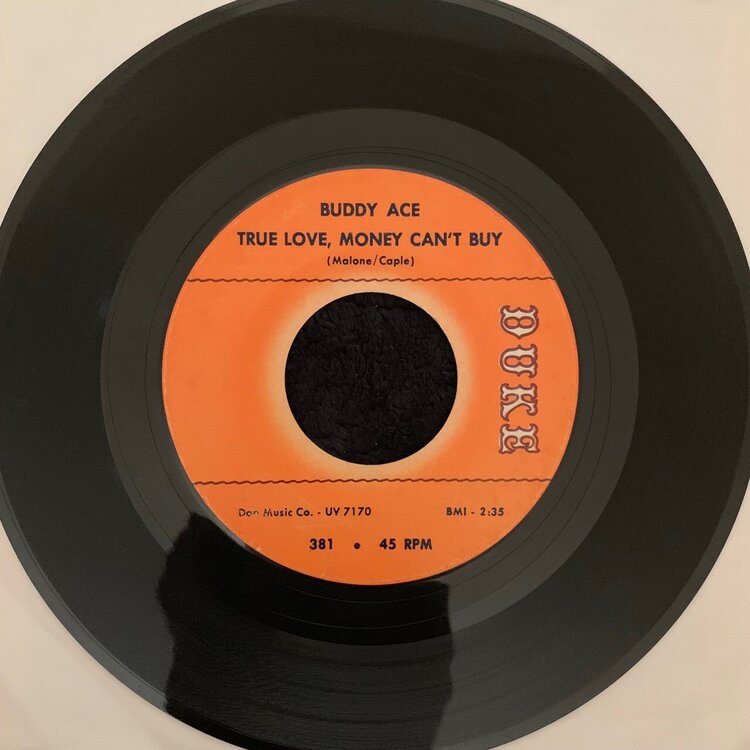 BUDDY ACE
TRUE LOVE, MONEY CAN'T BUY
(Malone/Caple)
DUKE
Don Music Co. - UV 7170
BMI - 2:35
381 • 45 RPM